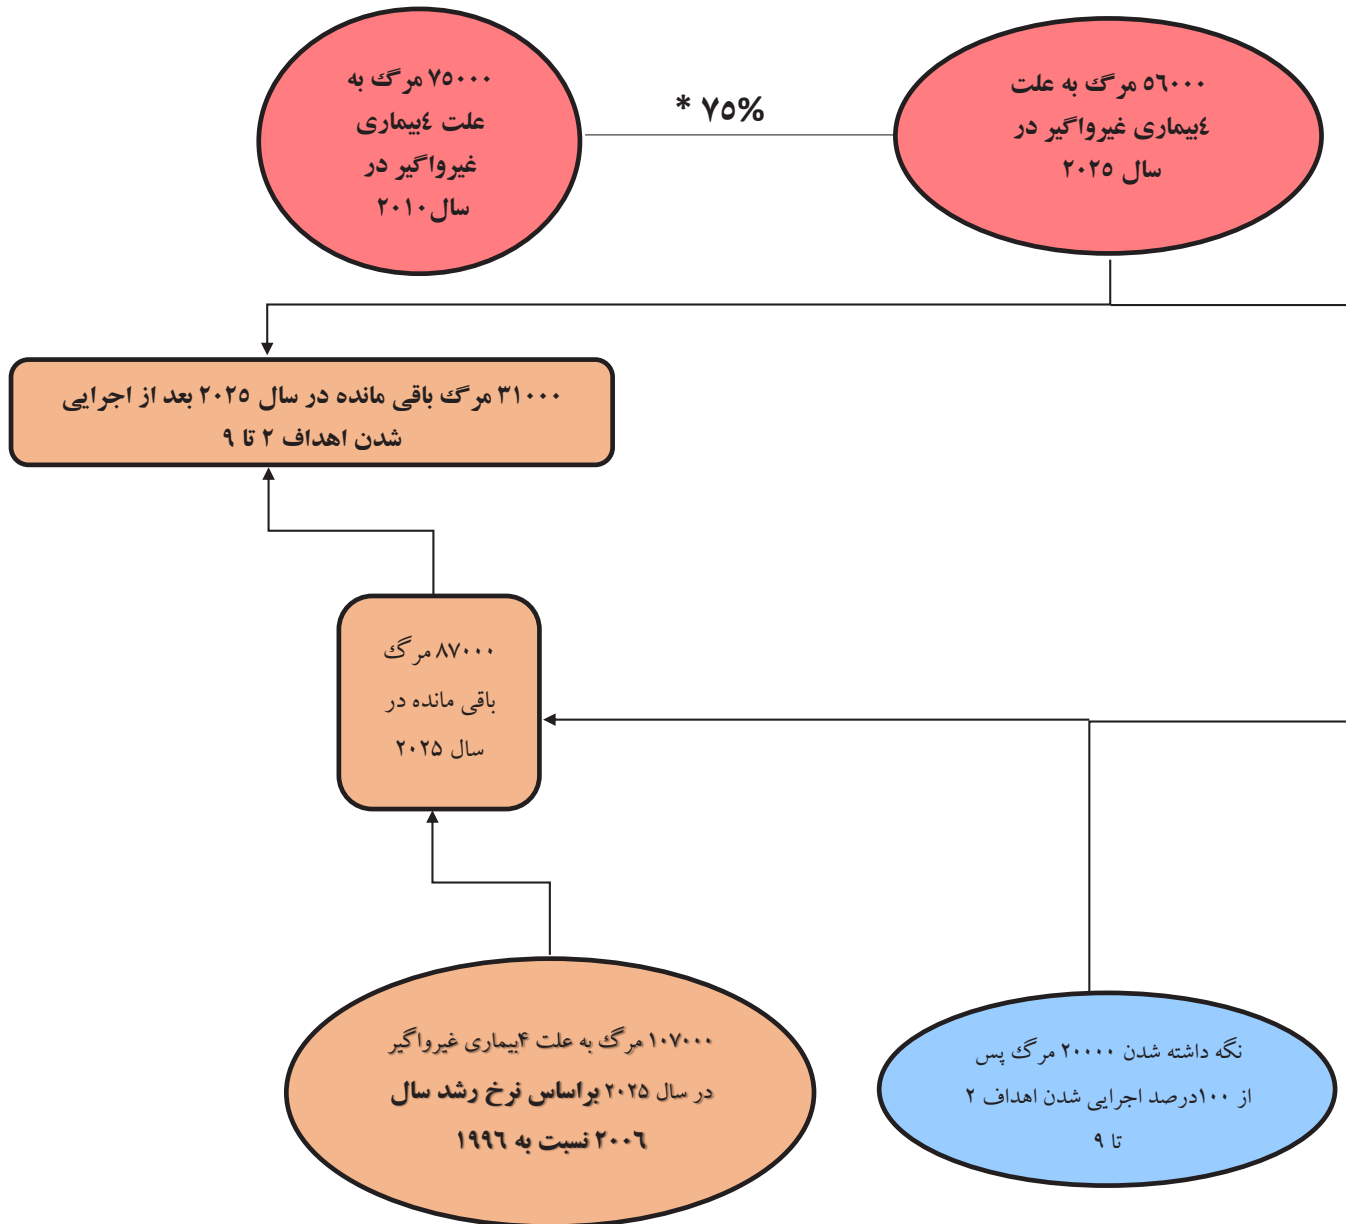 ۵۶۰۰۰ مرگ به علت
۴بیماری غیرواگیر در
سال ۲۰۲۵
* ۷۵%
۷۵۰۰۰ مرگ به
علت ۴بیماری
غیرواگیر در
سال۲۰۱۰
۳۱۰۰۰ مرگ باقی مانده در سال ۲۰۲۵ بعد از اجرایی
شدن اهداف ۲ تا ۹
۸۷۰۰۰ مرگ
باقی مانده در
سال ۲۰۲۵
نگه داشته شدن ۲۰۰۰۰ مرگ پس
از ۱۰۰درصد اجرایی شدن اهداف ۲
تا ۹
۱۰۷۰۰۰ مرگ به علت ۴بیماری غیرواگیر
در سال ۲۰۲۵ براساس نرخ رشد سال
۲۰۰۶ نسبت به ۱۹۹۶